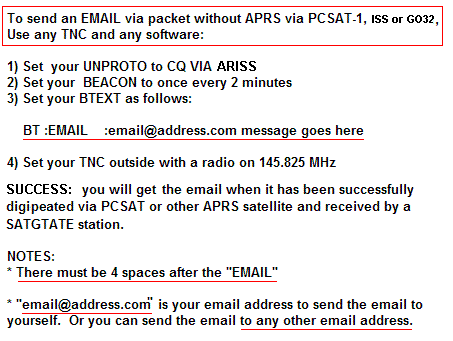 To send an EMAIL via packet without APRS via PCSAT-1, ISS or GO32,
Use any TNC and any software:
1) Set  your UNPROTO to CQ VIA ARISS
2) Set your  BEACON to once every 2 minutes
3) Set your BTEXT as follows:
BT :EMAIL    :email@address.com message goes here
4) Set your TNC outside with a radio on 145.825 MHz
SUCCESS:  you will get the email when it has been successfully
digipeated via PCSAT or other APRS satellite and received by a
SATGTATE station.
NOTES:
* There must be 4 spaces after the "EMAIL"
* "email@address.com" is your email address to send the email to
yourself.  Or you can send the email to any other email address.